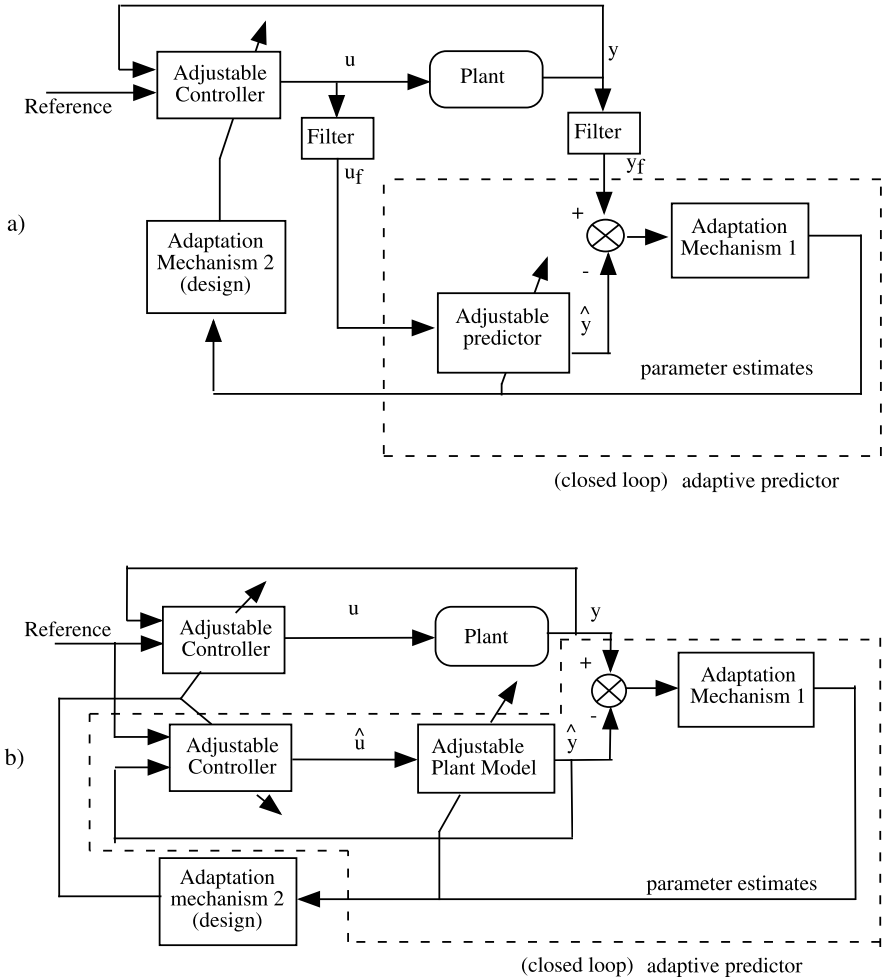 y
u
Adjustable
Controller
Plant
Reference
Filter
Filter
u_f
y_f
a)
+
Adaptation
Mechanism 1
Adaptation
Mechanism 2
(design)
-
Adjustable
predictor
ŷ
parameter estimates
(closed loop) adaptive predictor
u
y
Reference
Adjustable
Controller
Plant
+
Adaptation
Mechanism 1
-
b)
Adjustable
Controller
û
Adjustable
Plant Model
ŷ
Adaptation
mechanism 2
(design)
parameter estimates
(closed loop) adaptive predictor